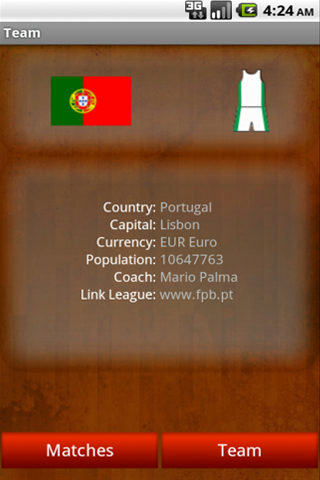 3G 4:24 AM
Team
Country: Portugal
Capital: Lisbon
Currency: EUR Euro
Population: 10647763
Coach: Mario Palma
Link League: www.fpb.pt
Matches Team